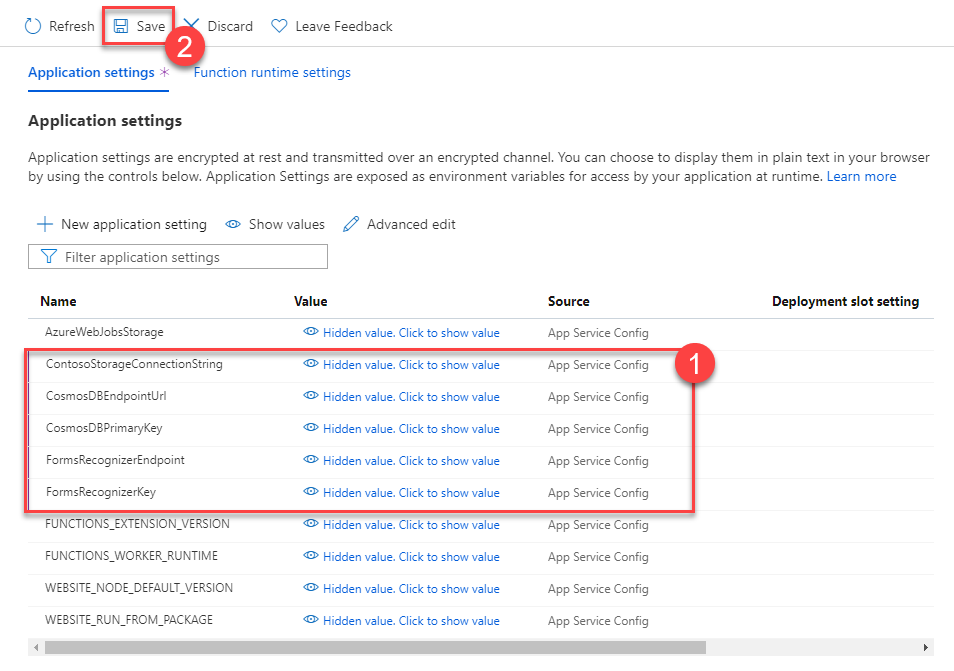 Refresh Save Discard Leave Feedback
2
Application settings * Function runtime settings
Application settings
Application settings are encrypted at rest and transmitted over an encrypted channel. You can choose to display them in plain text in your browser
by using the controls below. Application Settings are exposed as environment variables for access by your application at runtime. Learn more
New application setting Show values Advanced edit
Filter application settings
Name Value Source Deployment slot setting
AzureWebJobsStorage Hidden value. Click to show value App Service Config
1
ContosoStorageConnectionString Hidden value. Click to show value App Service Config
CosmosDBEndpointUrl Hidden value. Click to show value App Service Config
CosmosDBPrimaryKey Hidden value. Click to show value App Service Config
FormsRecognizerEndpoint Hidden value. Click to show value App Service Config
FormsRecognizerKey Hidden value. Click to show value App Service Config
FUNCTIONS_EXTENSION_VERSION Hidden value. Click to show value App Service Config
FUNCTIONS_WORKER_RUNTIME Hidden value. Click to show value App Service Config
WEBSITE_NODE_DEFAULT_VERSION Hidden value. Click to show value App Service Config
WEBSITE_RUN_FROM_PACKAGE Hidden value. Click to show value App Service Config